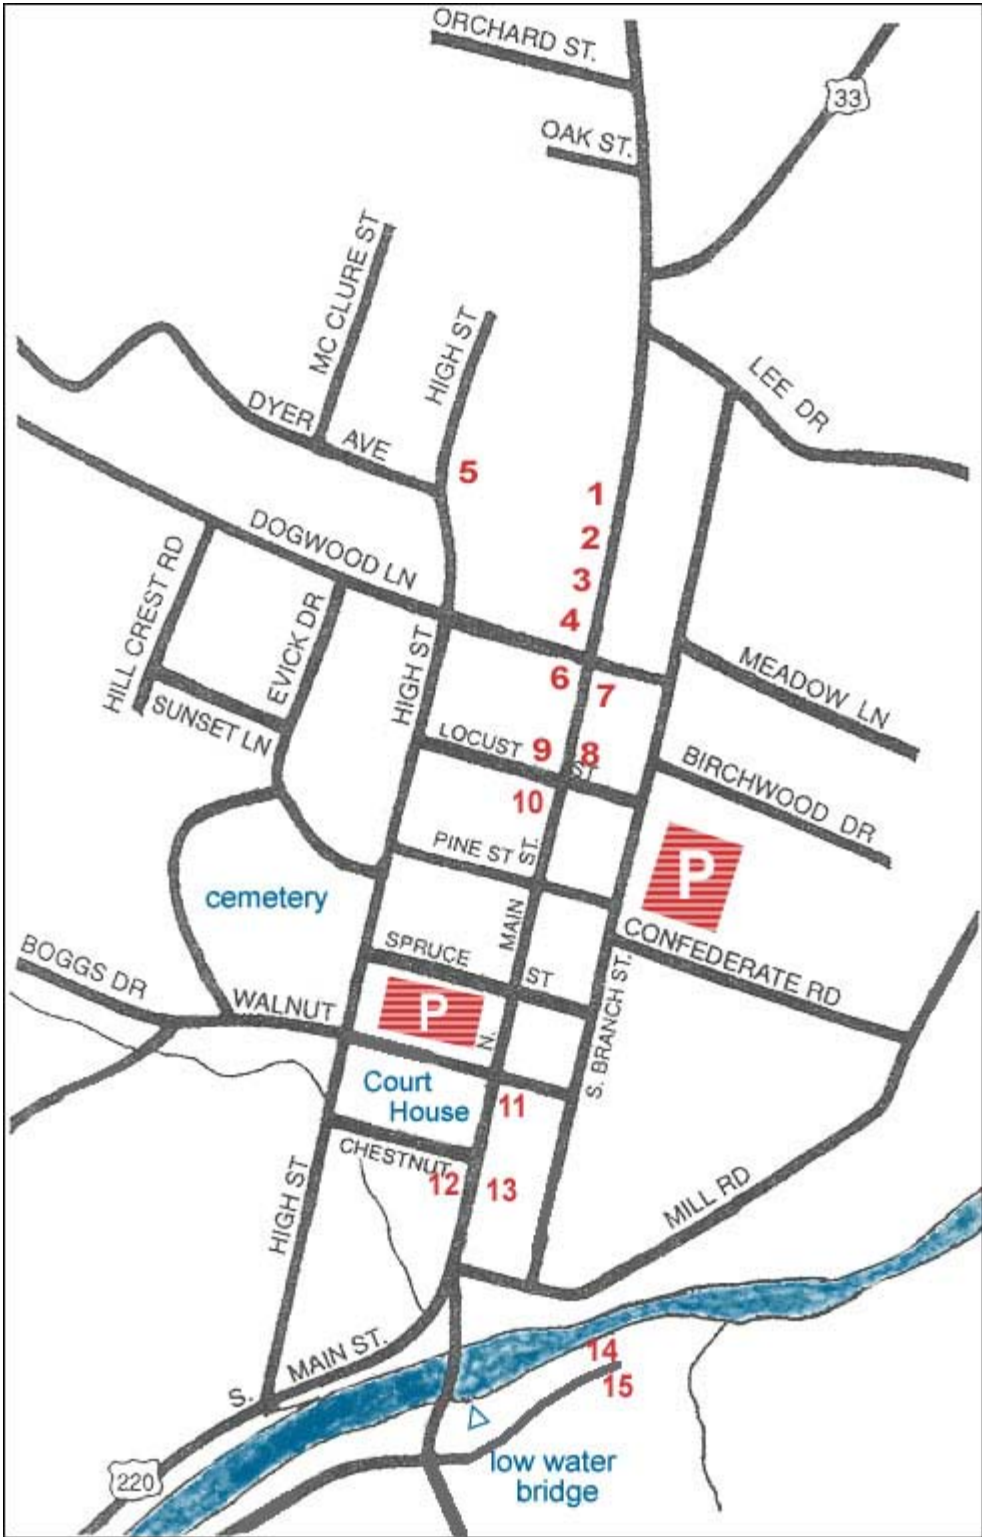 ORCHARD ST.
33
OAK ST.
MC CLURE ST
HIGH ST
LEE DR
DYER AVE
5
1
2
3
4
DOGWOOD LN
HILL CREST RD
EVICK DR
HIGH ST
6
7
MEADOW LN
SUNSET LN
LOCUST ST
9
8
BIRCHWOOD DR
10
PINE ST
P
cemetery
N. MAIN ST.
CONFEDERATE RD
SPRUCE ST
BOGGS DR
WALNUT
P
S. BRANCH ST.
Court
House
11
CHESTNUT
12
13
HIGH ST
MILL RD
S. MAIN ST.
14
15
220
low water
bridge